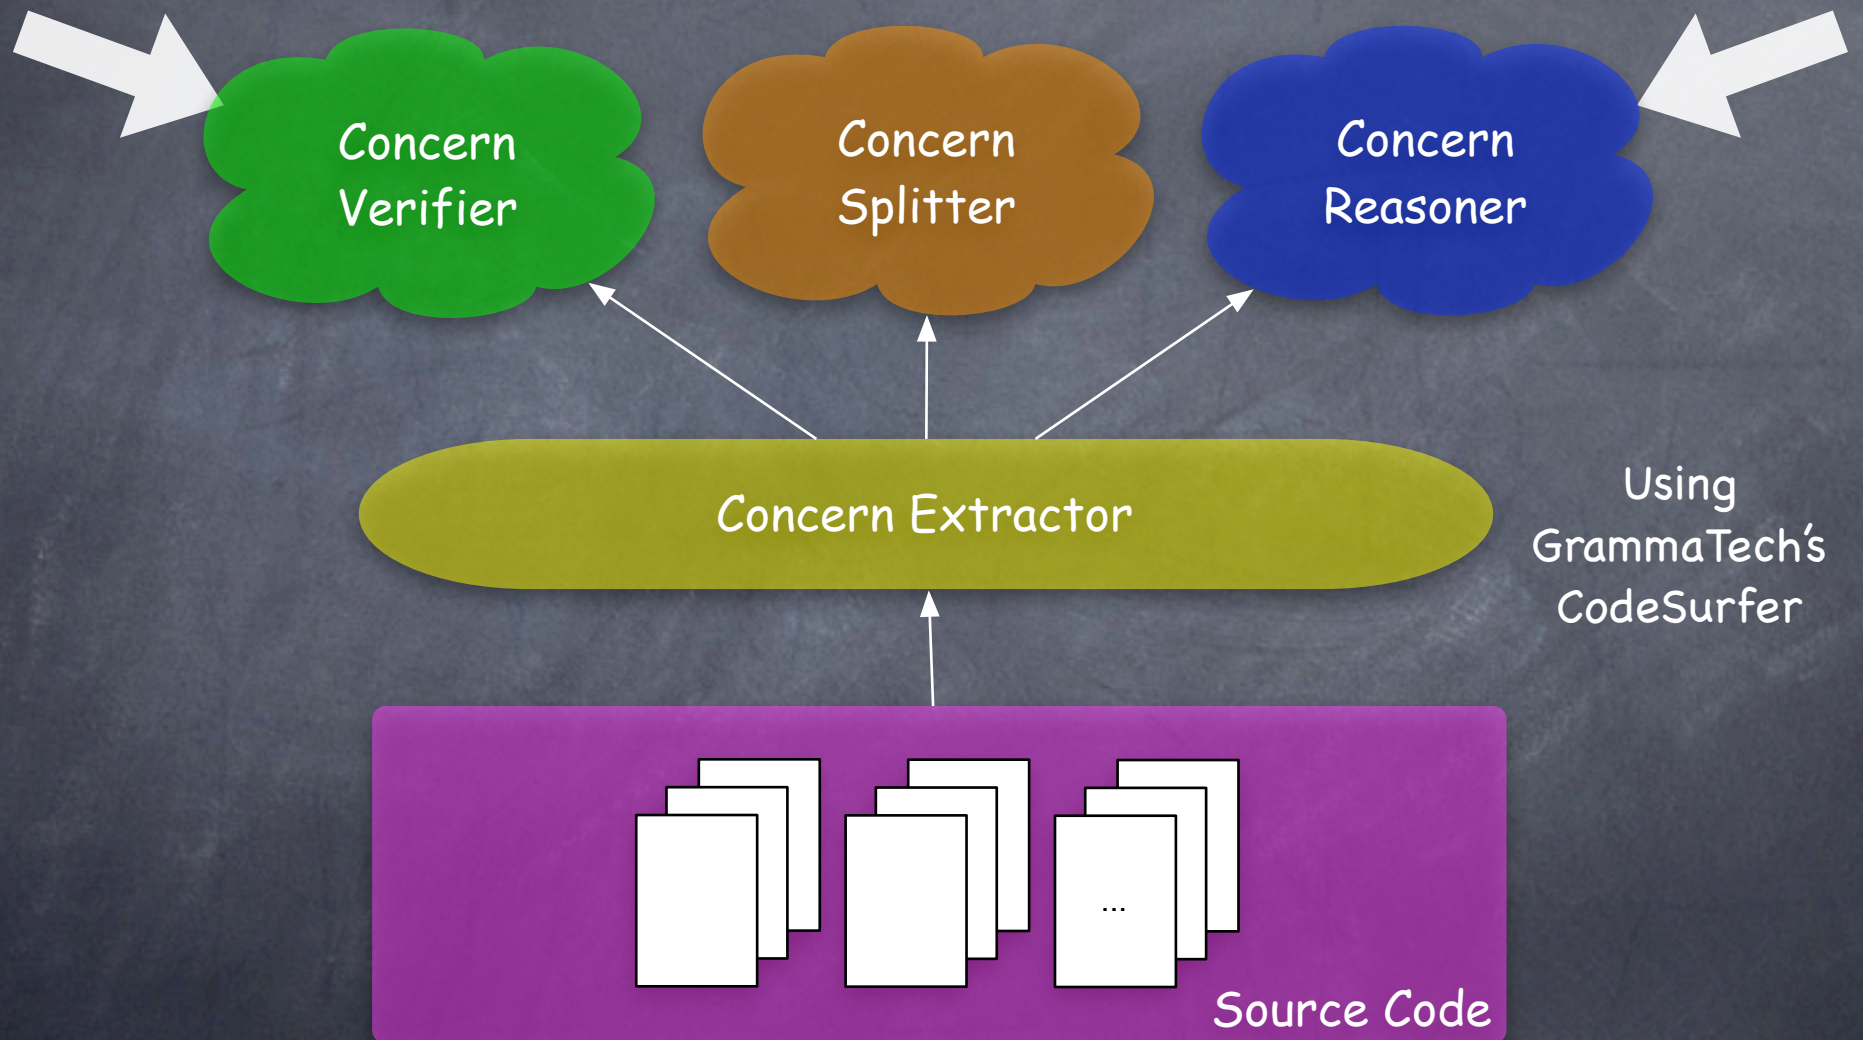 Concern
Verifier
Concern
Splitter
Concern
Reasoner
Concern Extractor
Using
GrammaTech's
CodeSurfer
...
Source Code